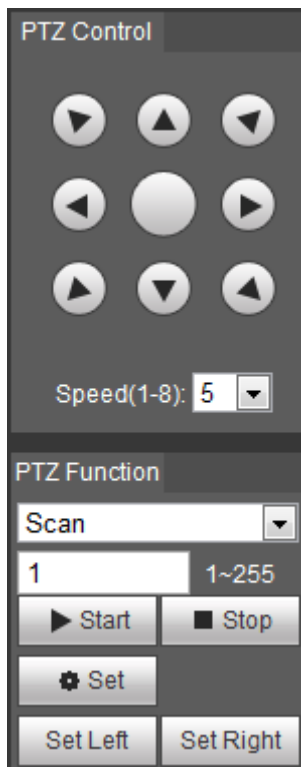 PTZ Control
Speed(1-8): 5
PTZ Function
Scan
1 1~255
Start Stop
Set
Set Left Set Right